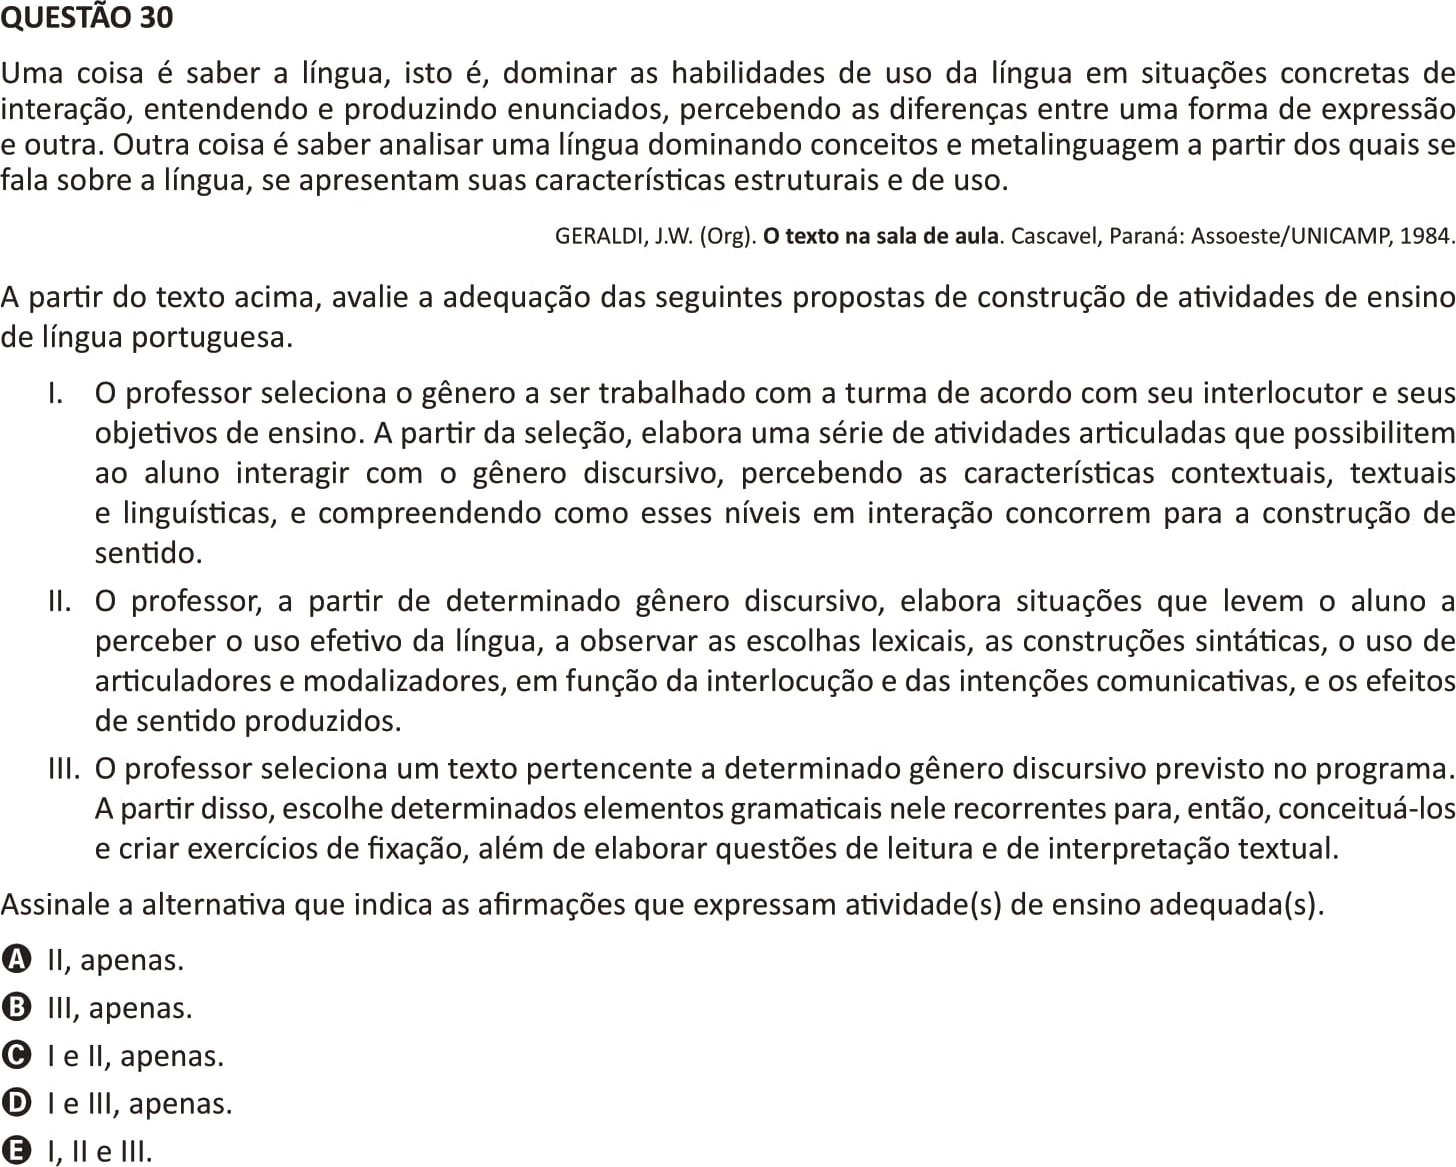 QUESTÃO 30
Uma coisa é saber a língua, isto é, dominar as habilidades de uso da língua em situações concretas de
interação, entendendo e produzindo enunciados, percebendo as diferenças entre uma forma de expressão
e outra. Outra coisa é saber analisar uma língua dominando conceitos e metalinguagem a partir dos quais se
fala sobre a língua, se apresentam suas características estruturais e de uso.
GERALDI, J.W. (Org). O texto na sala de aula. Cascavel, Paraná: Assoeste/UNICAMP, 1984.
A partir do texto acima, avalie a adequação das seguintes propostas de construção de atividades de ensino
de língua portuguesa.
I. O professor seleciona o gênero a ser trabalhado com a turma de acordo com seu interlocutor e seus
objetivos de ensino. A partir da seleção, elabora uma série de atividades articuladas que possibilitem
ao aluno interagir com o gênero discursivo, percebendo as características contextuais, textuais
e linguísticas, e compreendendo como esses níveis em interação concorrem para a construção de
sentido.
II. O professor, a partir de determinado gênero discursivo, elabora situações que levem o aluno a
perceber o uso efetivo da língua, a observar as escolhas lexicais, as construções sintáticas, o uso de
articuladores e modalizadores, em função da interlocução e das intenções comunicativas, e os efeitos
de sentido produzidos.
III. O professor seleciona um texto pertencente a determinado gênero discursivo previsto no programa.
A partir disso, escolhe determinados elementos gramaticais nele recorrentes para, então, conceituá-los
e criar exercícios de fixação, além de elaborar questões de leitura e de interpretação textual.
Assinale a alternativa que indica as afirmações que expressam atividade(s) de ensino adequada(s).
A II, apenas.
B III, apenas.
C I e II, apenas.
D I e III, apenas.
E I, II e III.